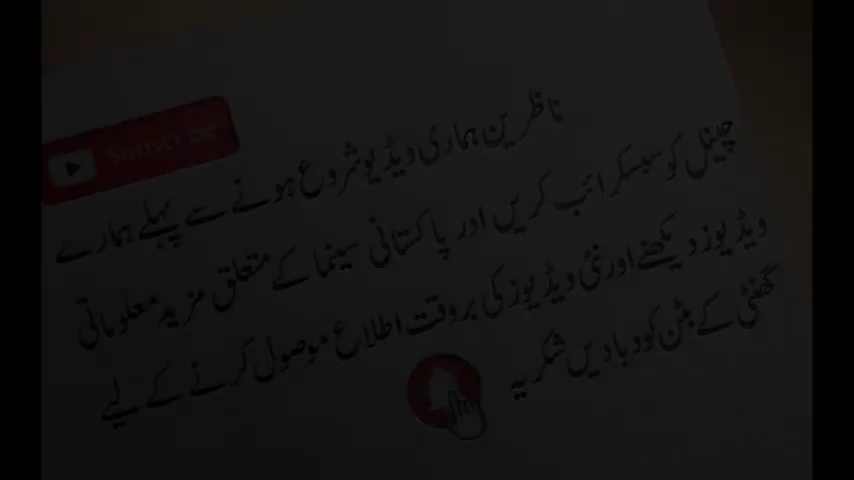 Subscribe
ناظرین ہماری ویڈیو شروع ہونے سے پہلے ہمارے
چینل کو سبسکرائب کریں اور پاکستانی سینما کے متعلق مزید معلوماتی
ویڈیوز دیکھنے اور نئی ویڈیوز کی بروقت اطلاع موصول کرنے کے لیے
گھنٹی کے بٹن کو دبا دیں شکریہ